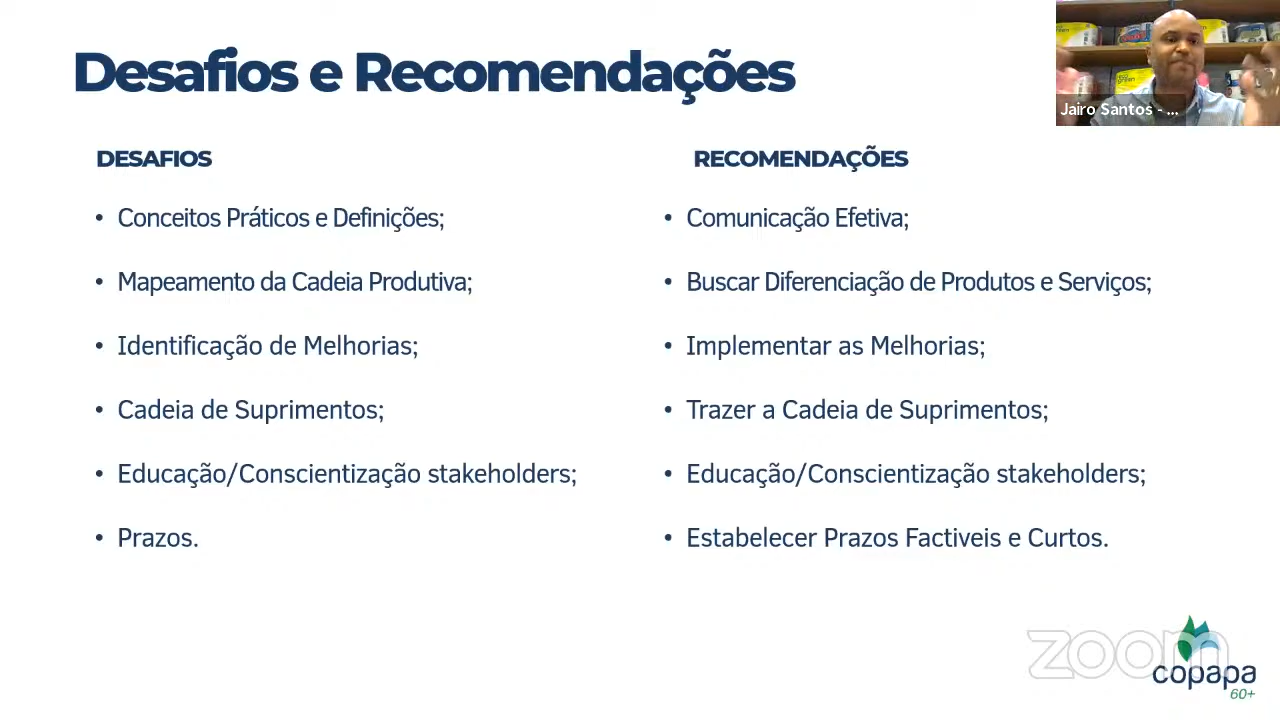 Desafios e Recomendações
Jairo Santos - ...
DESAFIOS
• Conceitos Práticos e Definições;
• Mapeamento da Cadeia Produtiva;
• Identificação de Melhorias;
• Cadeia de Suprimentos;
• Educação/Conscientização stakeholders;
• Prazos.
RECOMENDAÇÕES
• Comunicação Efetiva;
• Buscar Diferenciação de Produtos e Serviços;
• Implementar as Melhorias;
• Trazer a Cadeia de Suprimentos;
• Educação/Conscientização stakeholders;
• Estabelecer Prazos Factiveis e Curtos.
zoom
copapa
60+